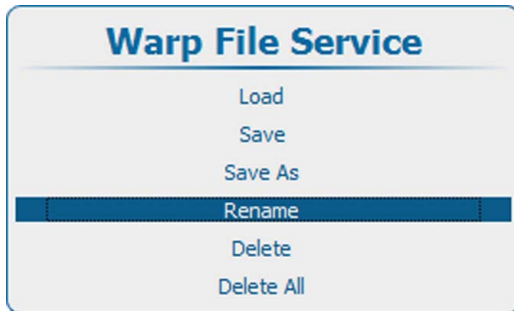 Warp File Service
Load
Save
Save As
Rename
Delete
Delete All